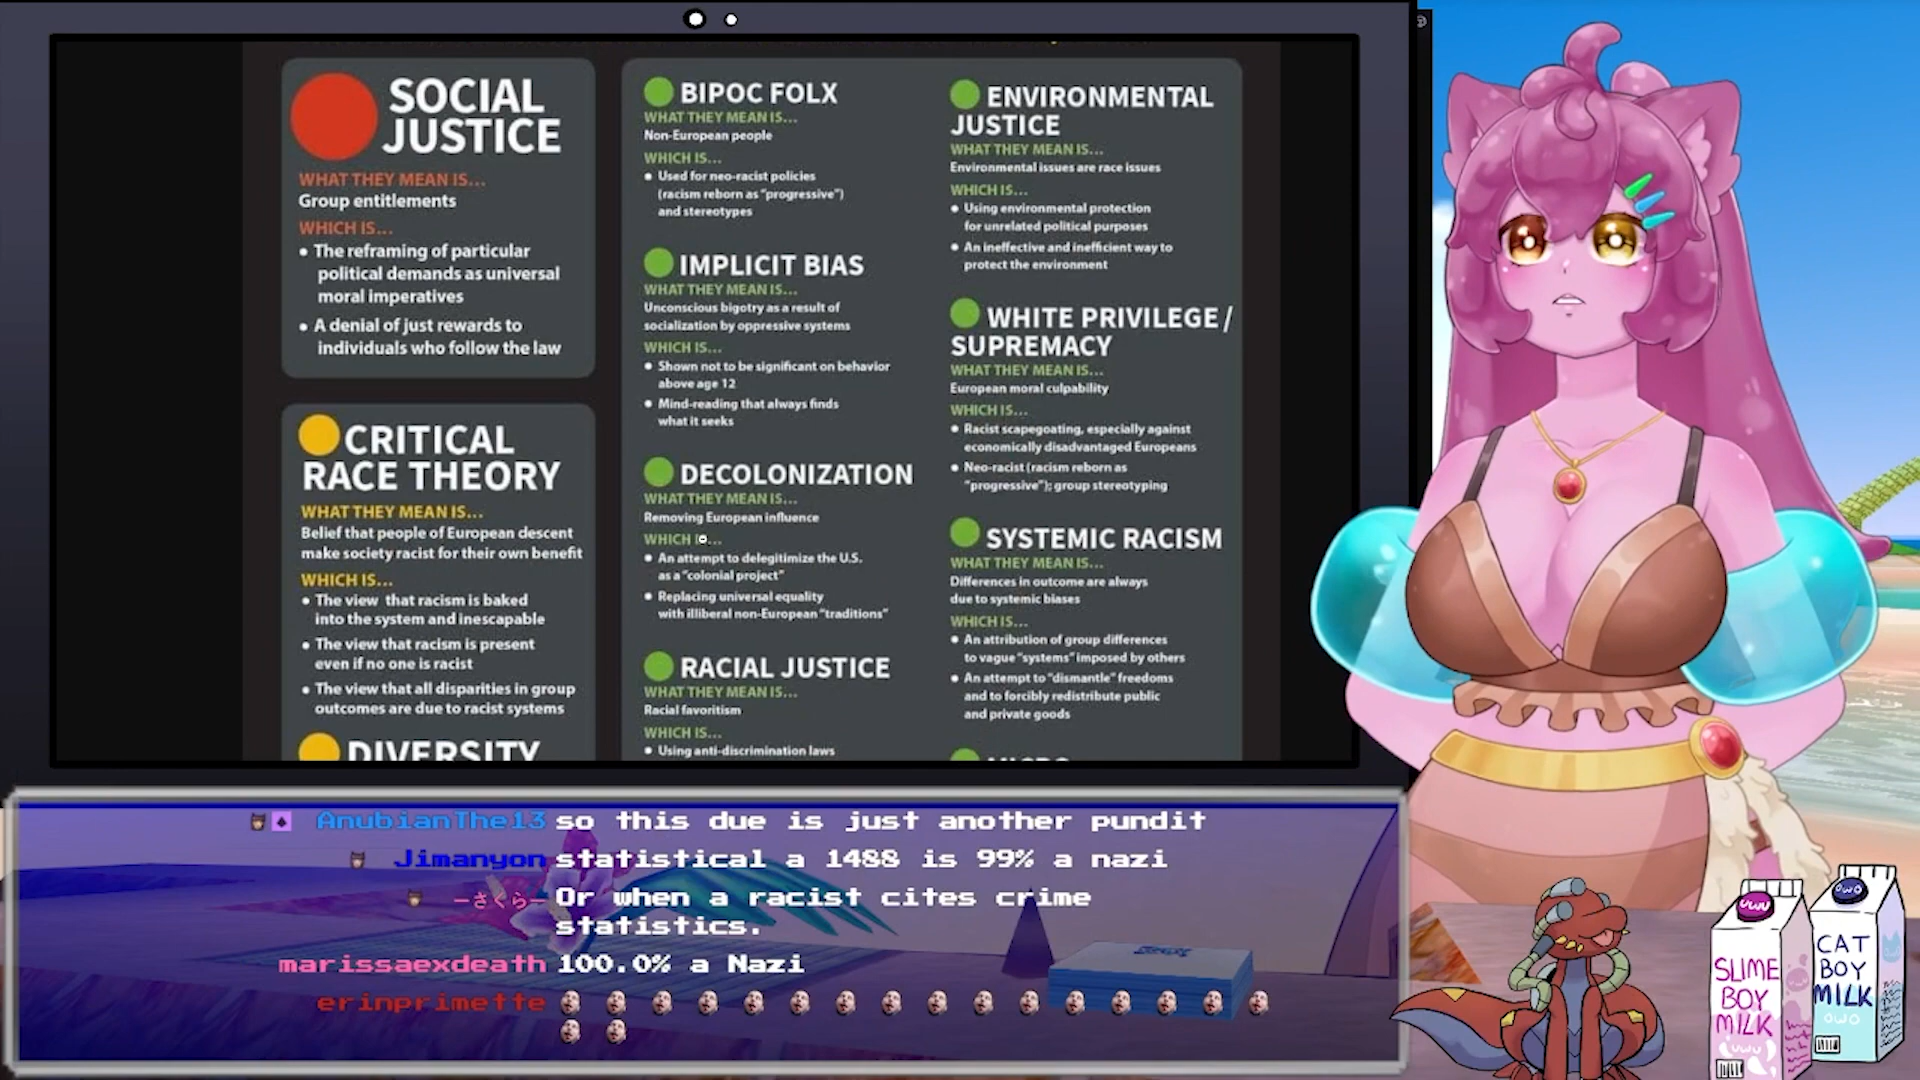 SOCIAL
JUSTICE
WHAT THEY MEAN IS...
Group entitlements
WHICH IS...
• The reframing of particular
political demands as universal
moral imperatives
• A denial of just rewards to
individuals who follow the law
CRITICAL
RACE THEORY
WHAT THEY MEAN IS...
Belief that people of European descent
make society racist for their own benefit
WHICH IS...
• The view that racism is baked
into the system and inescapable
• The view that racism is present
even if no one is racist
• The view that all disparities in group
outcomes are due to racist systems
DIVERSITY
BIPOC FOLX
WHAT THEY MEAN IS...
Non-European people
WHICH IS...
• Used for neo-racist policies
(racism reborn as “progressive”)
and stereotypes
IMPLICIT BIAS
WHAT THEY MEAN IS...
Unconscious bigotry as a result of
socialization by oppressive systems
WHICH IS...
• Shown not to be significant on behavior
above age 12
• Mind-reading that always finds
what it seeks
DECOLONIZATION
WHAT THEY MEAN IS...
Removing European influence
WHICH IS...
• An attempt to delegitimize the U.S.
as a “colonial project”
• Replacing universal equality
with illiberal non-European “traditions”
RACIAL JUSTICE
WHAT THEY MEAN IS...
Racial favoritism
WHICH IS...
• Using anti-discrimination laws
ENVIRONMENTAL
JUSTICE
WHAT THEY MEAN IS...
Environmental issues are race issues
WHICH IS...
• Using environmental protection
for unrelated political purposes
• An ineffective and inefficient way to
protect the environment
WHITE PRIVILEGE /
SUPREMACY
WHAT THEY MEAN IS...
European moral culpability
WHICH IS...
• Racist scapegoating, especially against
economically disadvantaged Europeans
• Neo-racist (racism reborn as
“progressive”); group stereotyping
SYSTEMIC RACISM
WHAT THEY MEAN IS...
Differences in outcome are always
due to systemic biases
WHICH IS...
• An attribution of group differences
to vague “systems” imposed by others
• An attempt to “dismantle” freedoms
and to forcibly redistribute public
and private goods
AnubianThe13 so this due is just another pundit
Jimanyon statistical a 1488 is 99% a nazi
ーさくらー Or when a racist cites crime
statistics.
marissaexdeath 100.0% a Nazi
erinprimette
UWU
SLIME
BOY
MILK
UWU
OWO
CAT
BOY
MILK
OWO